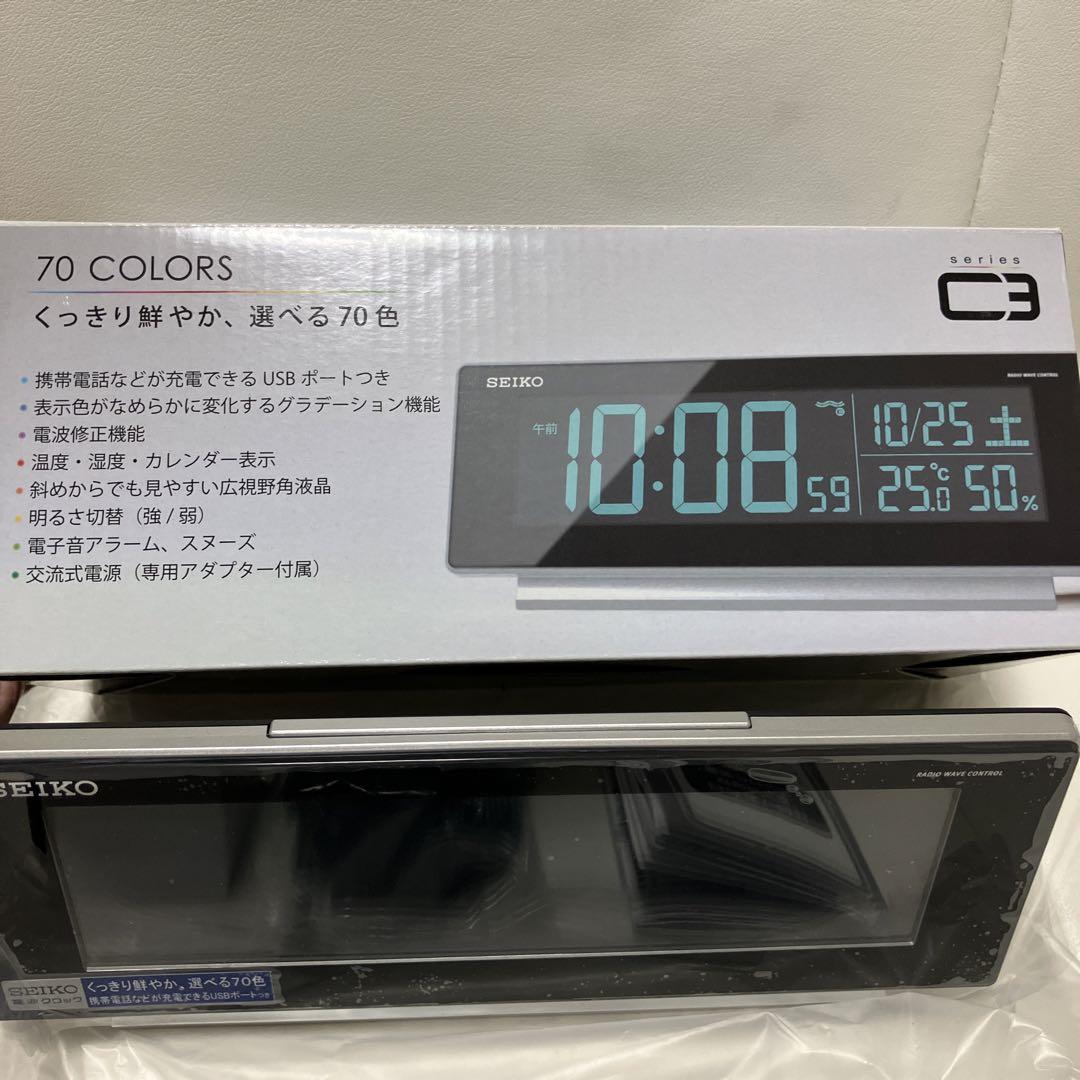 70 COLORS
くっきり鮮やか、選べる70色
series
C3
・携帯電話などが充電できる USB ポートつき
・表示色がなめらかに変化するグラデーション機能
・電波修正機能
・温度・湿度・カレンダー表示
・斜めからでも見やすい広視野角液晶
・明るさ切替（強 / 弱）
・電子音アラーム、スヌーズ
・交流式電源（専用アダプター付属）
SEIKO
RADIO WAVE CONTROL
午前 10:08 59
10/25 土
25.0 ℃ 50 %
SEIKO
RADIO WAVE CONTROL
SEIKO
電波クロック
くっきり鮮やか。選べる70色
携帯電話などが充電できるUSBポートつき